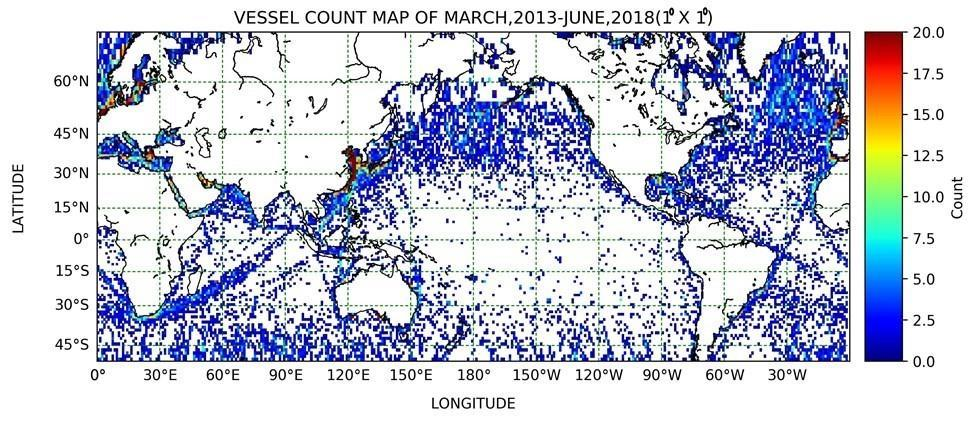 VESSEL COUNT MAP OF MARCH,2013-JUNE,2018(1⁰ X 1⁰)
60°N
45°N
30°N
15°N
0°
15°S
30°S
45°S
LATITUDE
0°
30°E
60°E
90°E
120°E
150°E
180°
150°W
120°W
90°W
60°W
30°W
LONGITUDE
20.0
17.5
15.0
12.5
10.0
7.5
5.0
2.5
0.0
Count